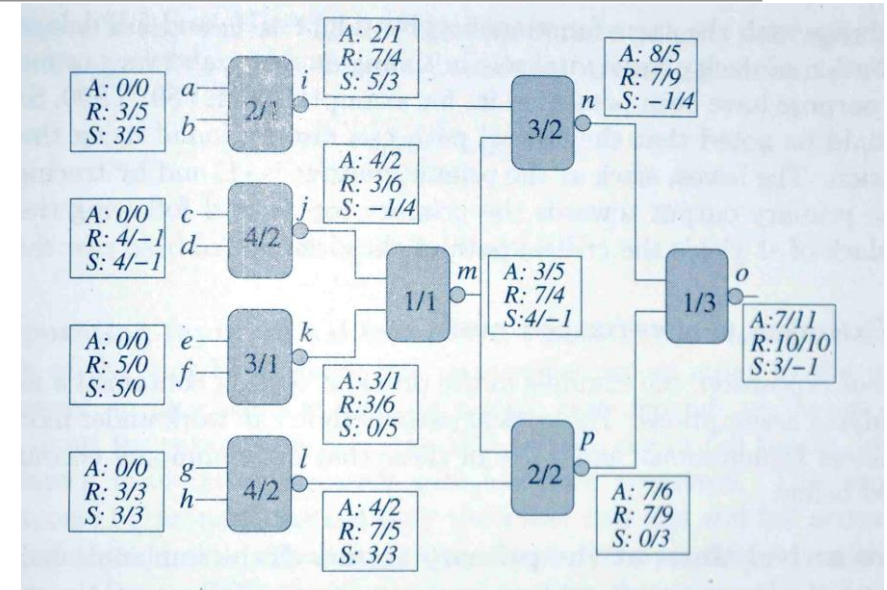 A: 0/0
R: 3/5
S: 3/5
a
b
2/1
i
A: 2/1
R: 7/4
S: 5/3
A: 0/0
R: 4/−1
S: 4/−1
c
d
4/2
j
A: 4/2
R: 3/6
S: −1/4
A: 0/0
R: 5/0
S: 5/0
e
f
3/1
k
A: 3/1
R:3/6
S: 0/5
A: 0/0
R: 3/3
S: 3/3
g
h
4/2
l
A: 4/2
R: 7/5
S: 3/3
1/1
m
A: 3/5
R: 7/4
S:4/−1
3/2
n
A: 8/5
R: 7/9
S: −1/4
2/2
p
A: 7/6
R: 7/9
S: 0/3
1/3
o
A:7/11
R:10/10
S:3/−1